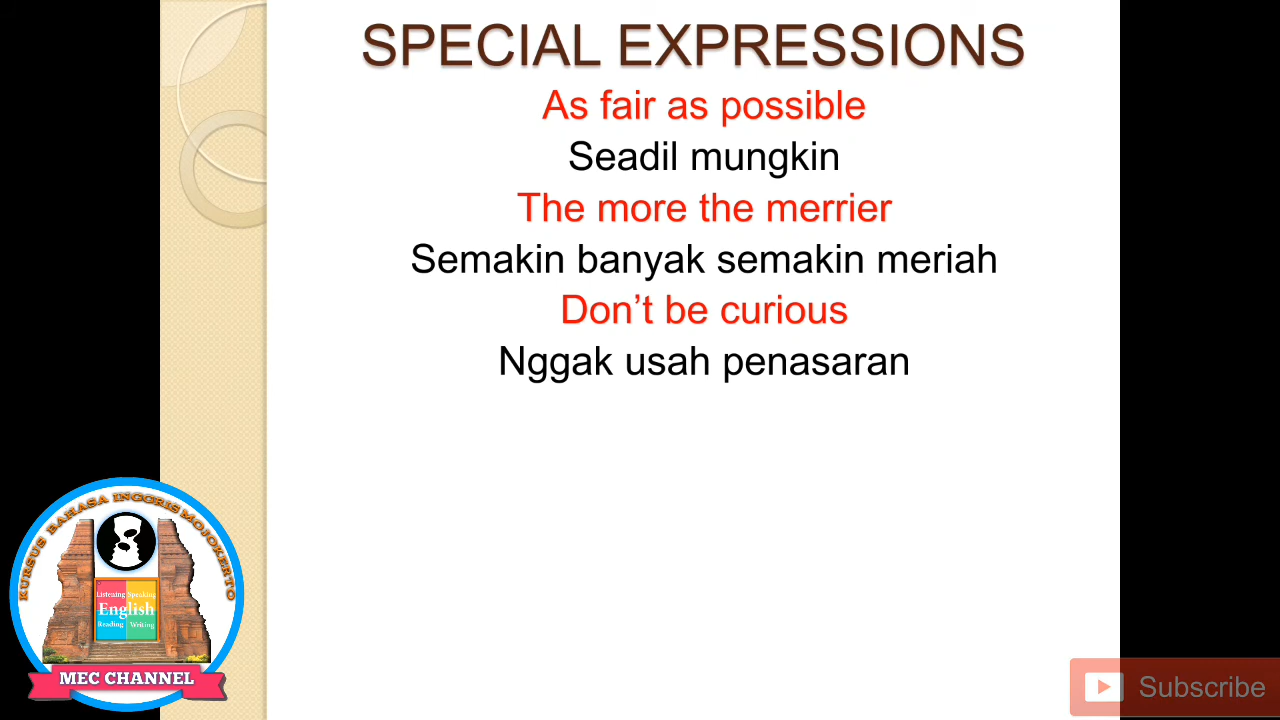 SPECIAL EXPRESSIONS
As fair as possible
Seadil mungkin
The more the merrier
Semakin banyak semakin meriah
Don’t be curious
Nggak usah penasaran
KURSUS BAHASA INGGRIS MOJOKERTO
Listening Speaking
English
Reading Writing
MEC CHANNEL
Subscribe